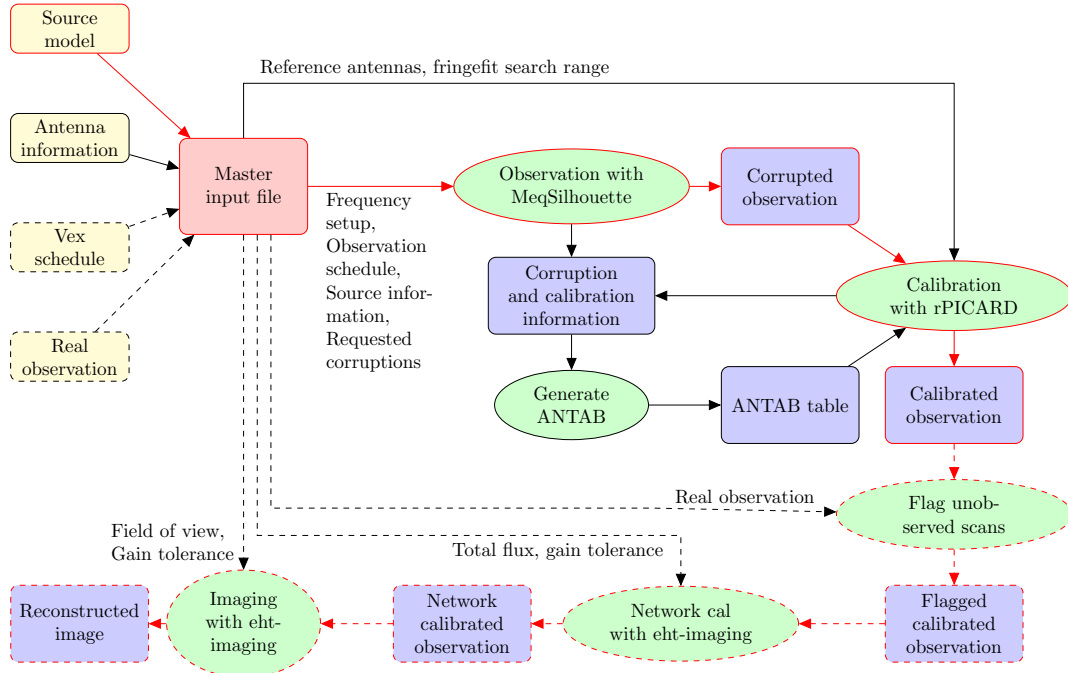 Source
model
Reference antennas, fringefit search range
Antenna
information
Master
input file
Observation with
MeqSilhouette
Corrupted
observation
Frequency
setup,
Observation
schedule,
Source infor-
mation,
Requested
corruptions
Vex
schedule
Corruption
and calibration
information
Calibration
with rPICARD
Real
observation
Generate
ANTAB
ANTAB table
Calibrated
observation
Real observation
Flag unob-
served scans
Field of view,
Gain tolerance
Total flux, gain tolerance
Reconstructed
image
Imaging
with eht-
imaging
Network
calibrated
observation
Network cal
with eht-imaging
Flagged
calibrated
observation